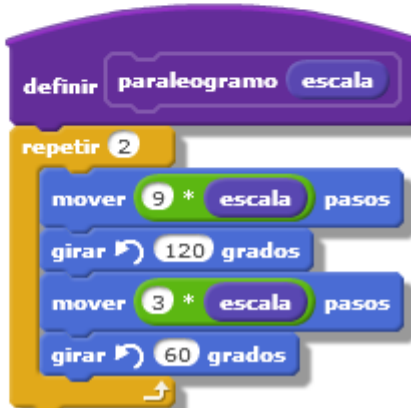 definir paraleogramo escala
repetir 2
mover 9 * escala pasos
girar 120 grados
mover 3 * escala pasos
girar 60 grados